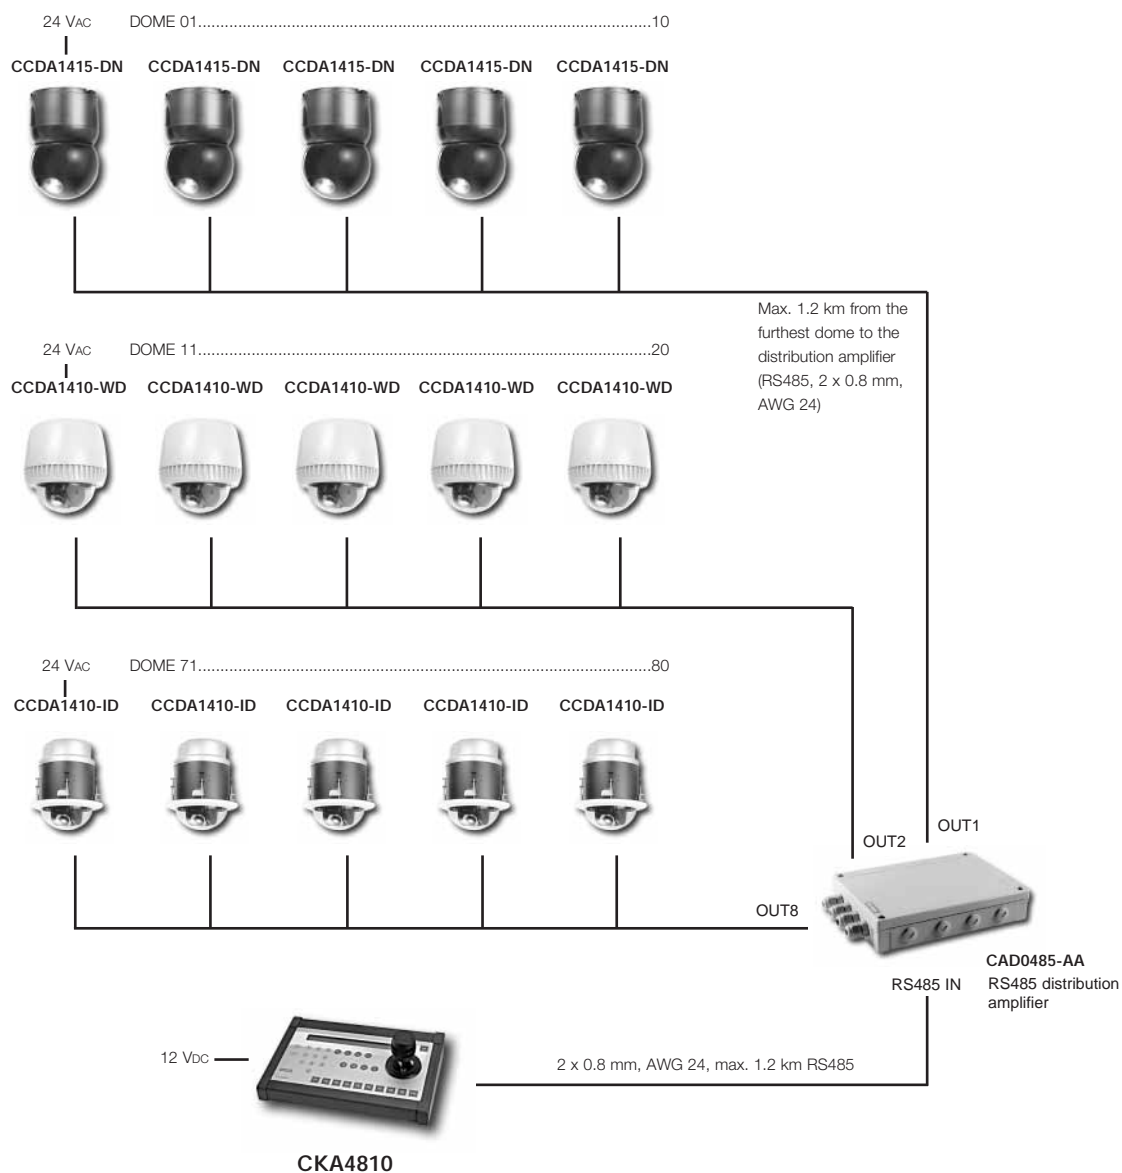 24 VAC DOME 01......................................................................................................................10
CCDA1415-DN CCDA1415-DN CCDA1415-DN CCDA1415-DN CCDA1415-DN
Max. 1.2 km from the
furthest dome to the
distribution amplifier
(RS485, 2 x 0.8 mm,
AWG 24)
24 VAC DOME 11......................................................................................................................20
CCDA1410-WD CCDA1410-WD CCDA1410-WD CCDA1410-WD CCDA1410-WD
24 VAC DOME 71......................................................................................................................80
CCDA1410-ID CCDA1410-ID CCDA1410-ID CCDA1410-ID CCDA1410-ID
OUT1
OUT2
OUT8
CAD0485-AA
RS485 IN RS485 distribution
amplifier
12 VDC
2 x 0.8 mm, AWG 24, max. 1.2 km RS485
CKA4810